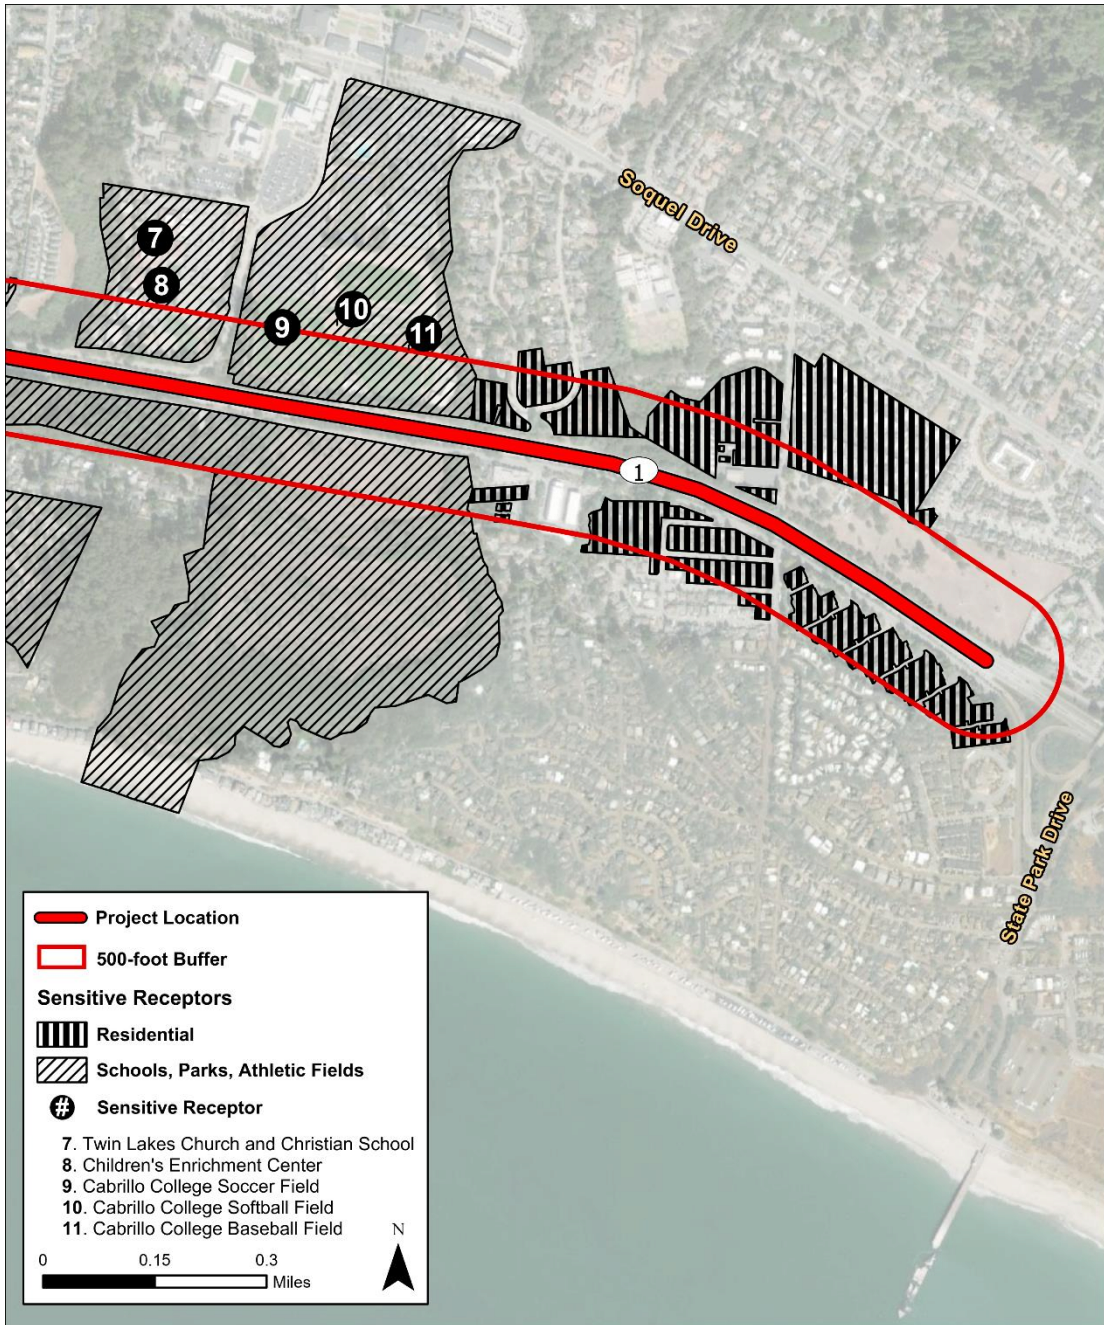 7
8
9
10
11
Soquel Drive
1
State Park Drive
Project Location
500-foot Buffer
Sensitive Receptors
Residential
Schools, Parks, Athletic Fields
# Sensitive Receptor
7. Twin Lakes Church and Christian School
8. Children's Enrichment Center
9. Cabrillo College Soccer Field
10. Cabrillo College Softball Field
11. Cabrillo College Baseball Field
N
0 0.15 0.3
Miles